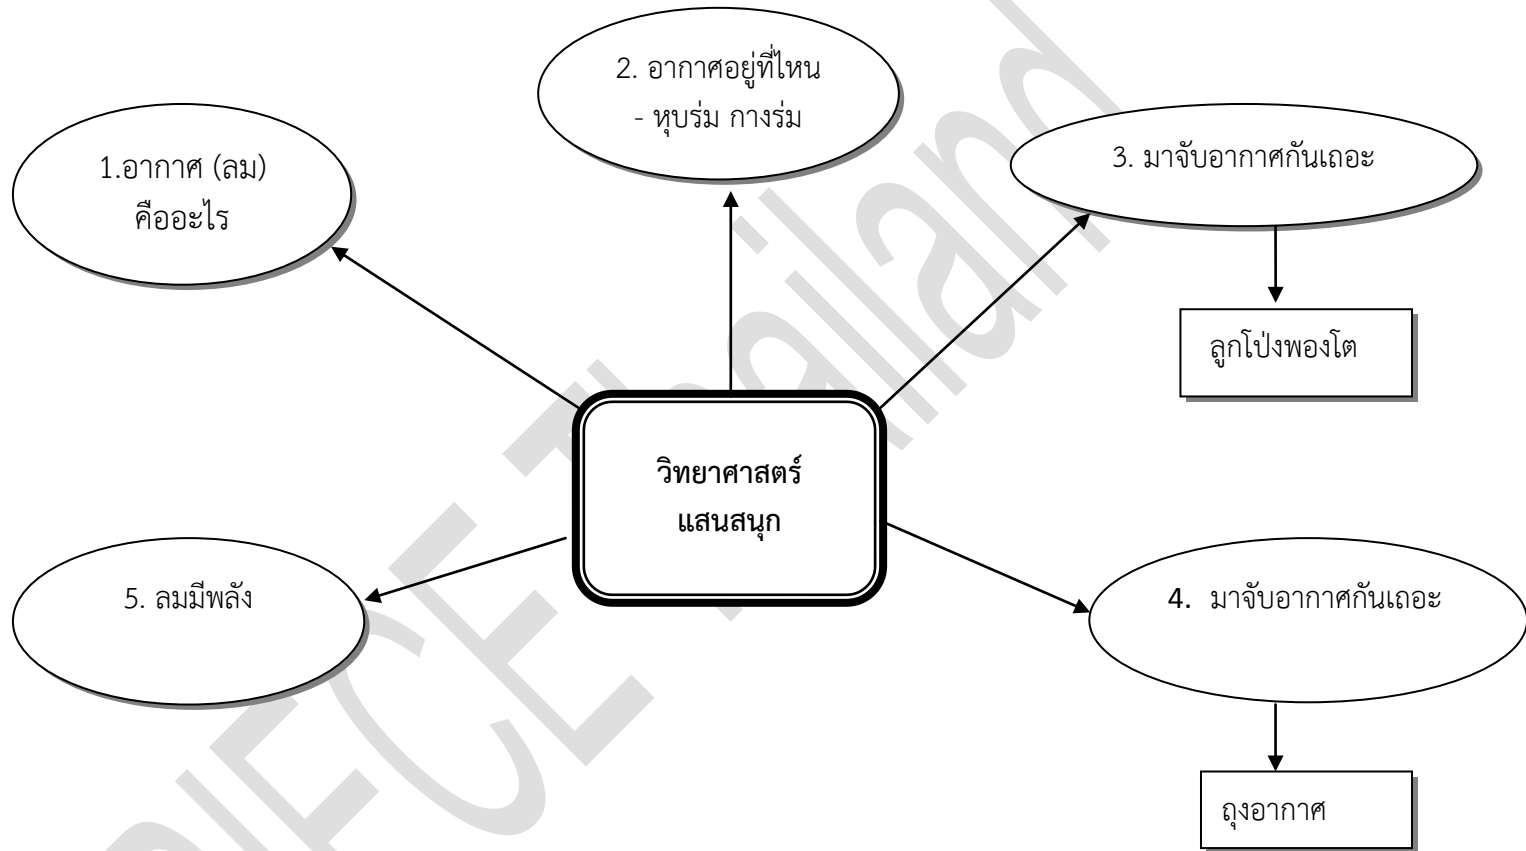 1.อากาศ (ลม)
คืออะไร
2. อากาศอยู่ที่ไหน
- หุบร่ม กางร่ม
3. มาจับอากาศกันเถอะ
ลูกโป่งพองโต
วิทยาศาสตร์
แสนสนุก
4. มาจับอากาศกันเถอะ
ถุงอากาศ
5. ลมมีพลัง
Thailand